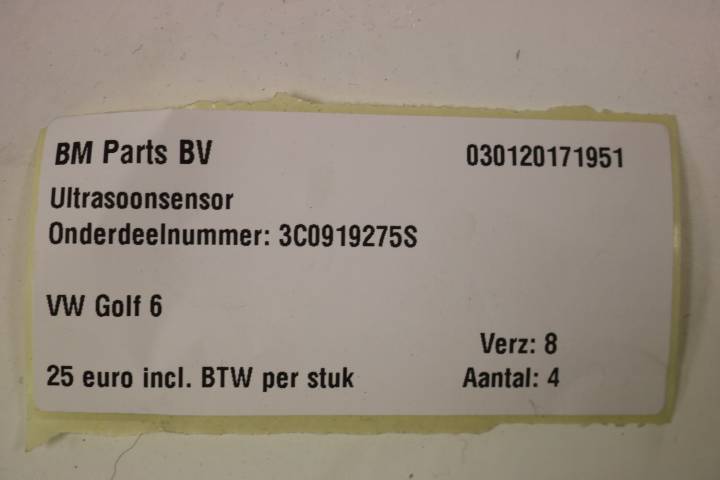 BM Parts BV 030120171951
Ultrasoonsensor
Onderdeelnummer: 3C0919275S
VW Golf 6
Verz: 8
25 euro incl. BTW per stuk Aantal: 4